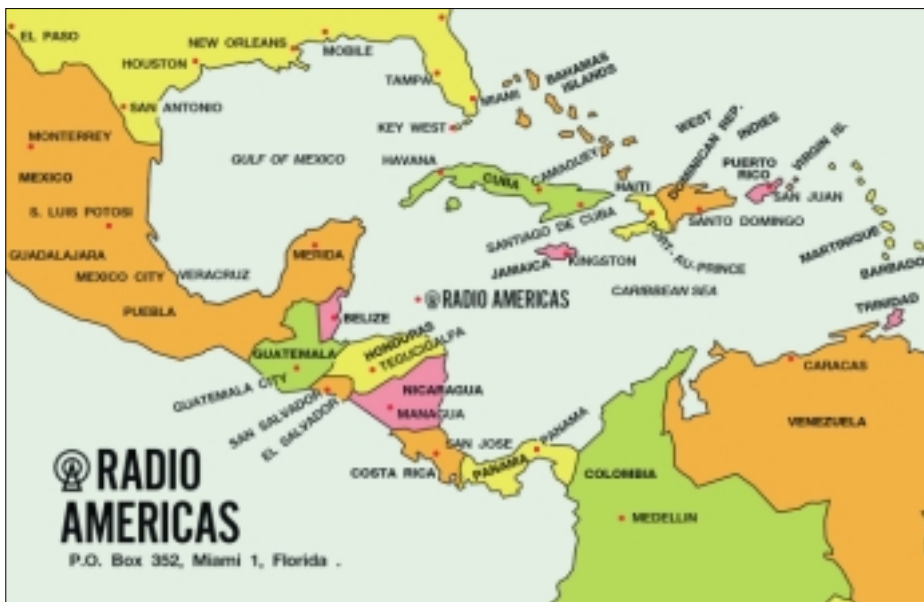 EL PASO
NEW ORLEANS
MOBILE
HOUSTON
TAMPA
BAHAMAS
ISLANDS
SAN ANTONIO
MIAMI
KEY WEST
WEST
INDIES
MONTERREY
GULF OF MEXICO
HAVANA
CAMAGUEY
DOMINICAN REP.
PUERTO
RICO
VIRGIN IS.
MEXICO
CUBA
HAITI
SAN JUAN
S. LUIS POTOSI
SANTIAGO DE CUBA
SANTO DOMINGO
PORT-AU-PRINCE
MARTINIQUE
GUADALAJARA
MERIDA
JAMAICA
KINGSTON
BARBADO
MEXICO CITY
VERACRUZ
CARIBBEAN SEA
RADIO AMERICAS
TRINIDAD
PUEBLA
BELIZE
HONDURAS
TEGUCIGALPA
GUATEMALA
CARACAS
GUATEMALA CITY
NICARAGUA
SAN SALVADOR
EL SALVADOR
MANAGUA
VENEZUELA
SAN JOSE
PANAMA
COSTA RICA
PANAMA
COLOMBIA
MEDELLIN
RADIO
AMERICAS
P.O. Box 352, Miami 1, Florida .